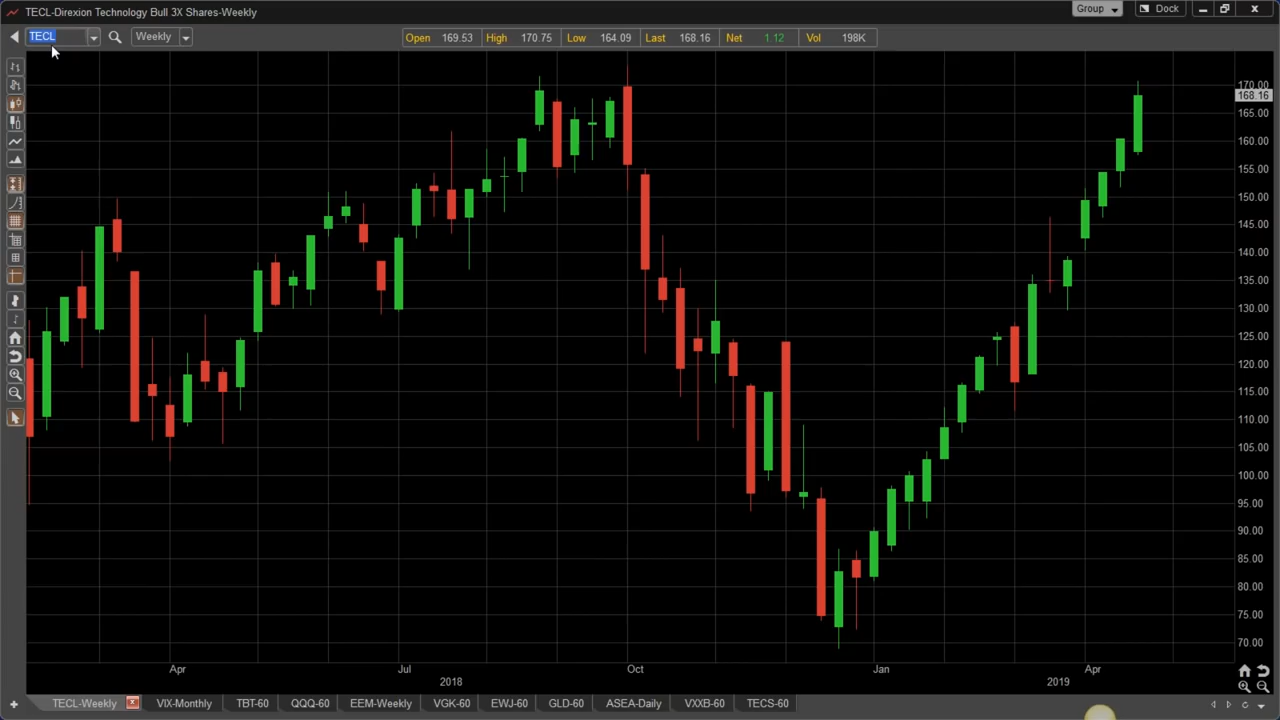 TECL-Direxion Technology Bull 3X Shares-Weekly
Group
Dock
TECL
Weekly
Open 169.53 High 170.75 Low 164.09 Last 168.16 Net 1.12 Vol 198K
170.00
168.16
165.00
160.00
155.00
150.00
145.00
140.00
135.00
130.00
125.00
120.00
115.00
110.00
105.00
100.00
95.00
90.00
85.00
80.00
75.00
70.00
Apr Jul Oct Jan Apr
2018 2019
TECL-Weekly VIX-Monthly TBT-60 QQQ-60 EEM-Weekly VGK-60 EWJ-60 GLD-60 ASEA-Daily VXXB-60 TECS-60